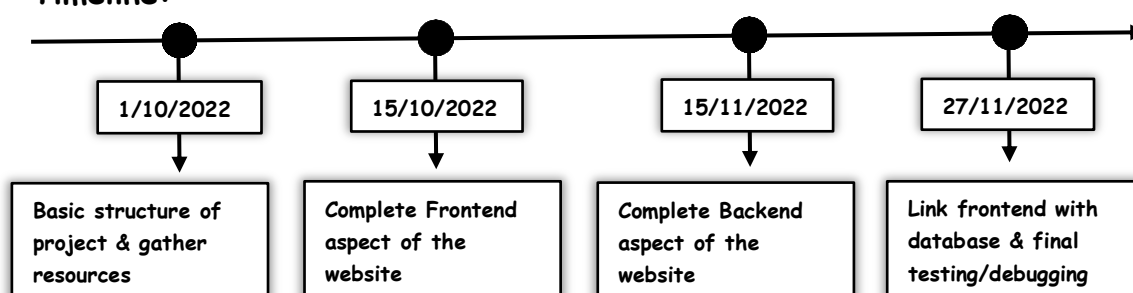 Timeline:
1/10/2022
15/10/2022
15/11/2022
27/11/2022
Basic structure of
project & gather
resources
Complete Frontend
aspect of the
website
Complete Backend
aspect of the
website
Link frontend with
database & final
testing/debugging